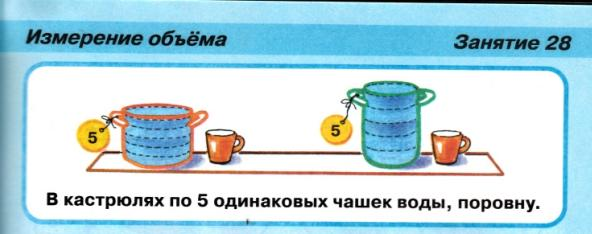 Измерение объёма
Занятие 28
5
5
В кастрюлях по 5 одинаковых чашек воды, поровну.